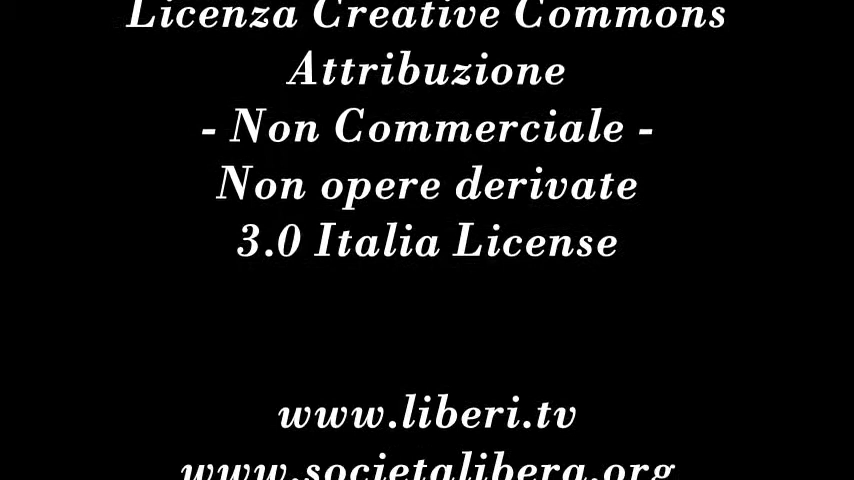 Licenza Creative Commons
Attribuzione
- Non Commerciale -
Non opere derivate
3.0 Italia License
www.liberi.tv
www.societalibera.org